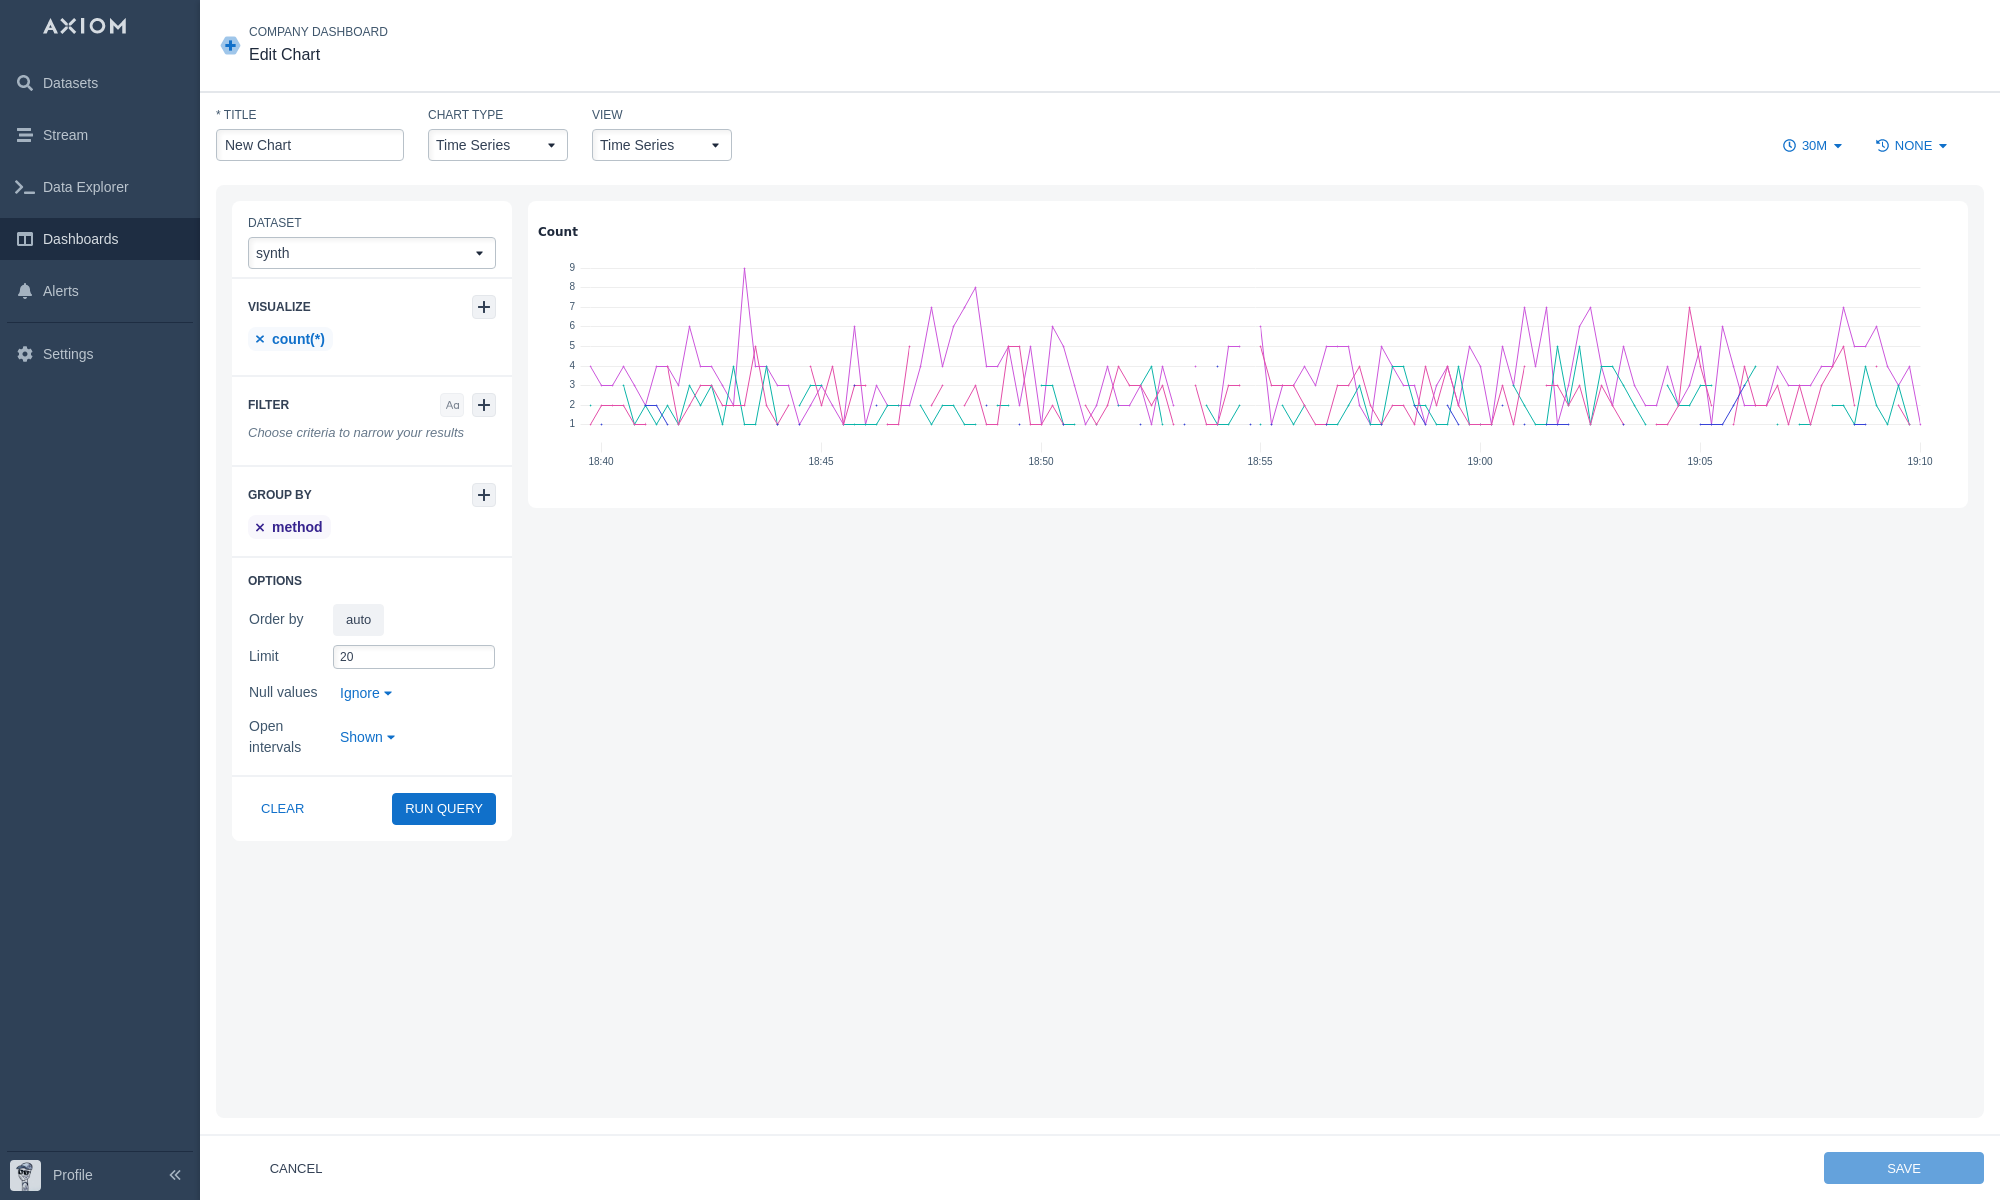 AXIOM
Datasets
Stream
Data Explorer
Dashboards
Alerts
Settings
Profile
COMPANY DASHBOARD
Edit Chart
* TITLE
CHART TYPE
VIEW
New Chart
Time Series
Time Series
30M
NONE
DATASET
synth
VISUALIZE
count(*)
FILTER
Aa
Choose criteria to narrow your results
GROUP BY
method
OPTIONS
Order by
auto
Limit
20
Null values
Ignore
Open
intervals
Shown
CLEAR
RUN QUERY
Count
9
8
7
6
5
4
3
2
1
18:40
18:45
18:50
18:55
19:00
19:05
19:10
CANCEL
SAVE